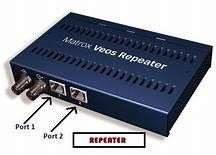 Matrox Veos Repeater
Port 1
Port 2
REPEATER